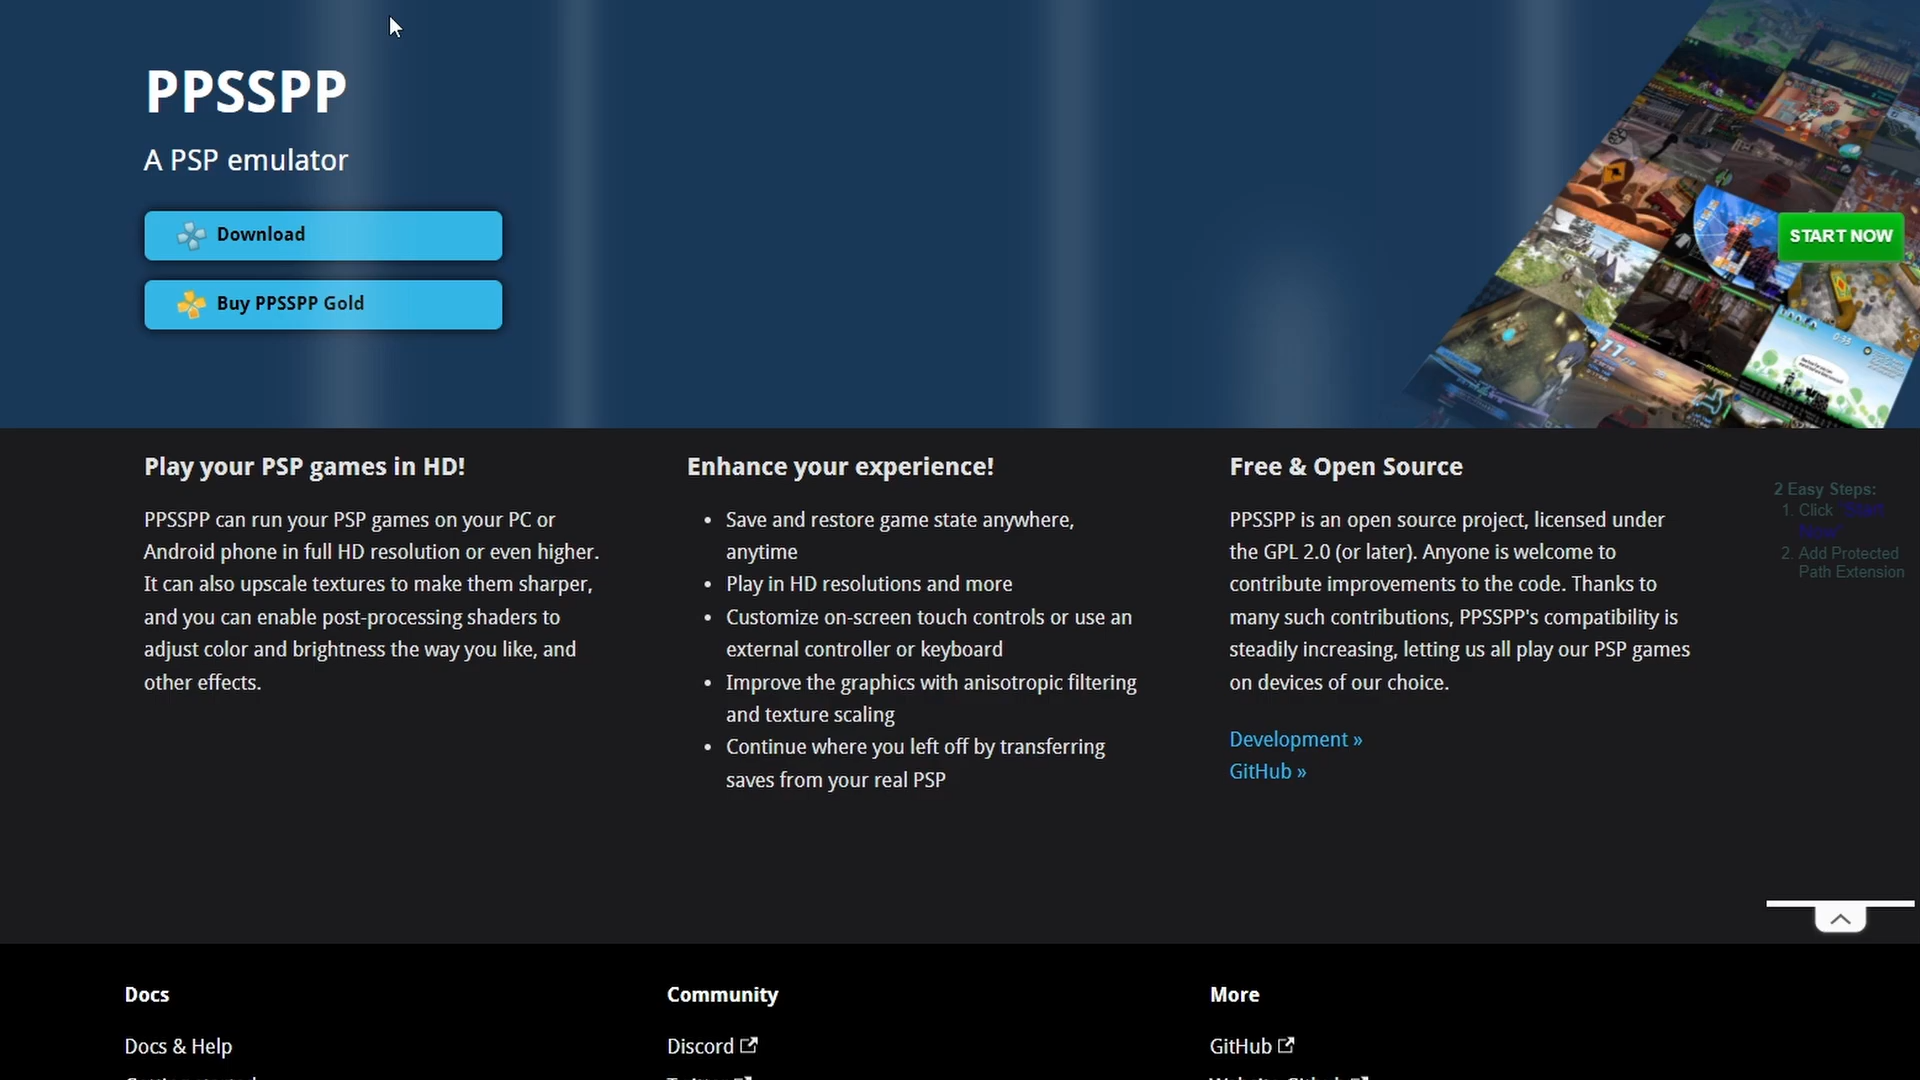 PPSSPP
A PSP emulator
Download
Buy PPSSPP Gold
START NOW
Play your PSP games in HD!
PPSSPP can run your PSP games on your PC or
Android phone in full HD resolution or even higher.
It can also upscale textures to make them sharper,
and you can enable post-processing shaders to
adjust color and brightness the way you like, and
other effects.
Enhance your experience!
• Save and restore game state anywhere,
anytime
• Play in HD resolutions and more
• Customize on-screen touch controls or use an
external controller or keyboard
• Improve the graphics with anisotropic filtering
and texture scaling
• Continue where you left off by transferring
saves from your real PSP
Free & Open Source
PPSSPP is an open source project, licensed under
the GPL 2.0 (or later). Anyone is welcome to
contribute improvements to the code. Thanks to
many such contributions, PPSSPP's compatibility is
steadily increasing, letting us all play our PSP games
on devices of our choice.
Development »
GitHub »
2 Easy Steps:
1. Click "Start
Now"
2. Add Protected
Path Extension
Docs
Docs & Help
Community
Discord
More
GitHub